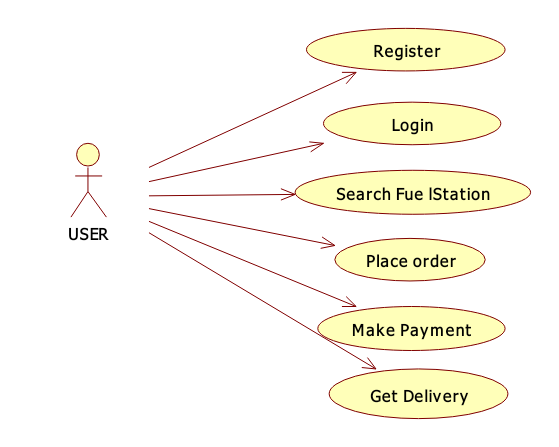 Register
Login
Search Fue lStation
USER
Place order
Make Payment
Get Delivery